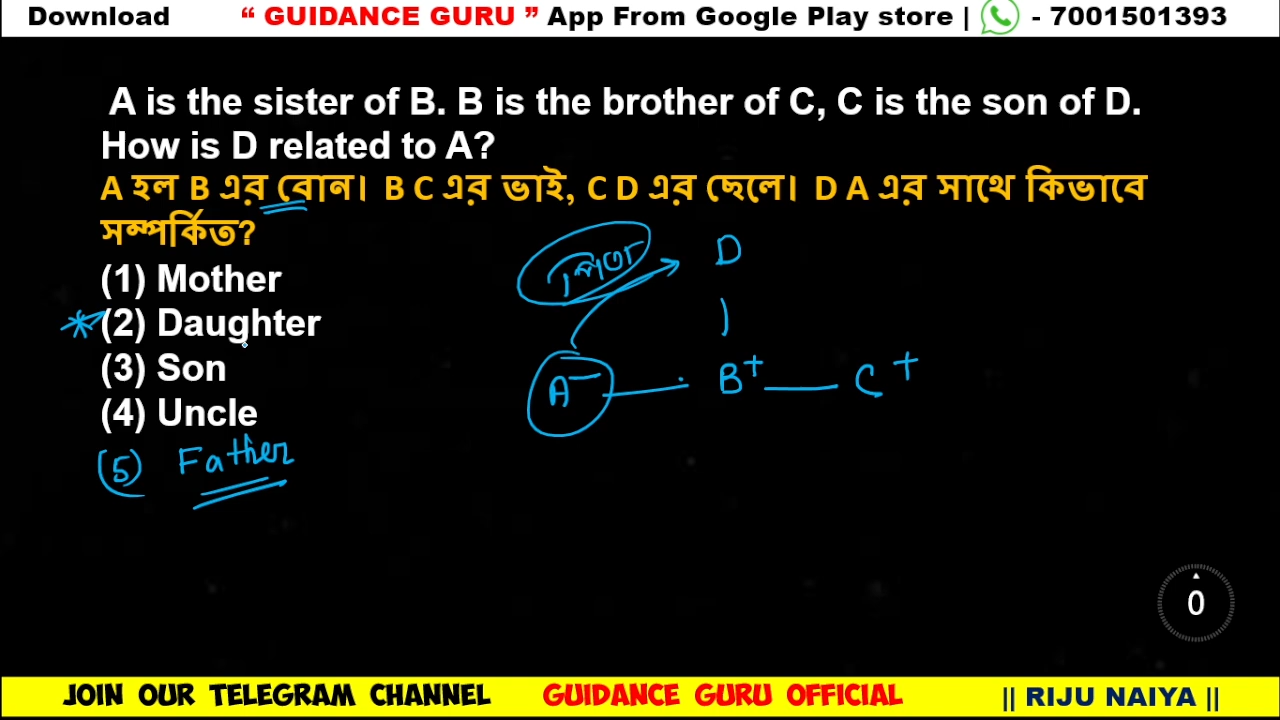 Download “ GUIDANCE GURU ” App From Google Play store | - 7001501393
A is the sister of B. B is the brother of C, C is the son of D.
How is D related to A?
A হল B এর বোন। B C এর ভাই, C D এর ছেলে। D A এর সাথে কিভাবে
সম্পর্কিত?
(1) Mother
(2) Daughter
(3) Son
(4) Uncle
(5) Father
পিতা
D
A− B+ C+
0
JOIN OUR TELEGRAM CHANNEL GUIDANCE GURU OFFICIAL || RIJU NAIYA ||